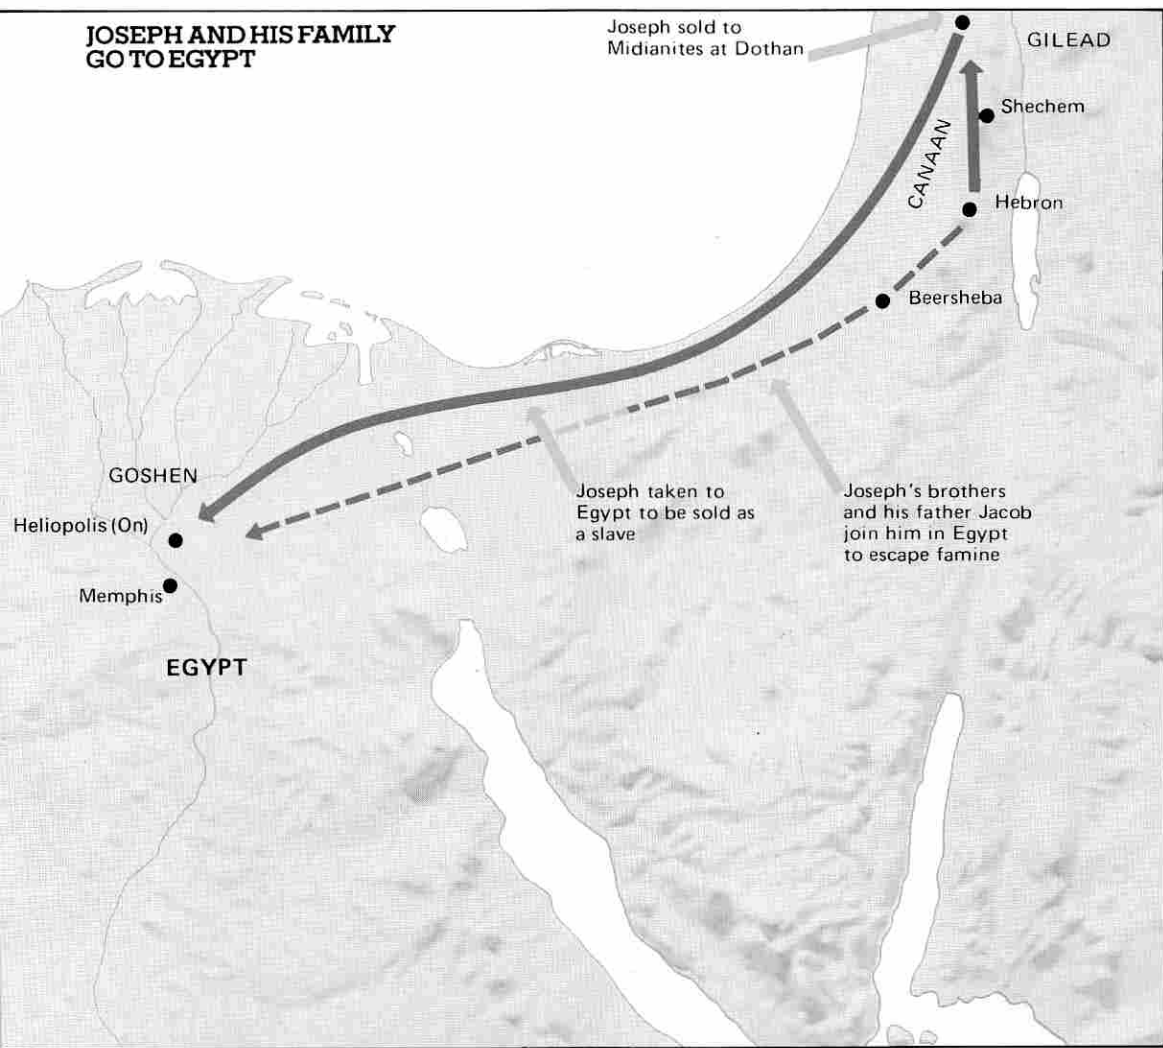 JOSEPH AND HIS FAMILY
GO TO EGYPT
Joseph sold to
Midianites at Dothan
GILEAD
Shechem
CANAAN
Hebron
Beersheba
GOSHEN
Heliopolis (On)
Memphis
EGYPT
Joseph taken to
Egypt to be sold as
a slave
Joseph's brothers
and his father Jacob
join him in Egypt
to escape famine